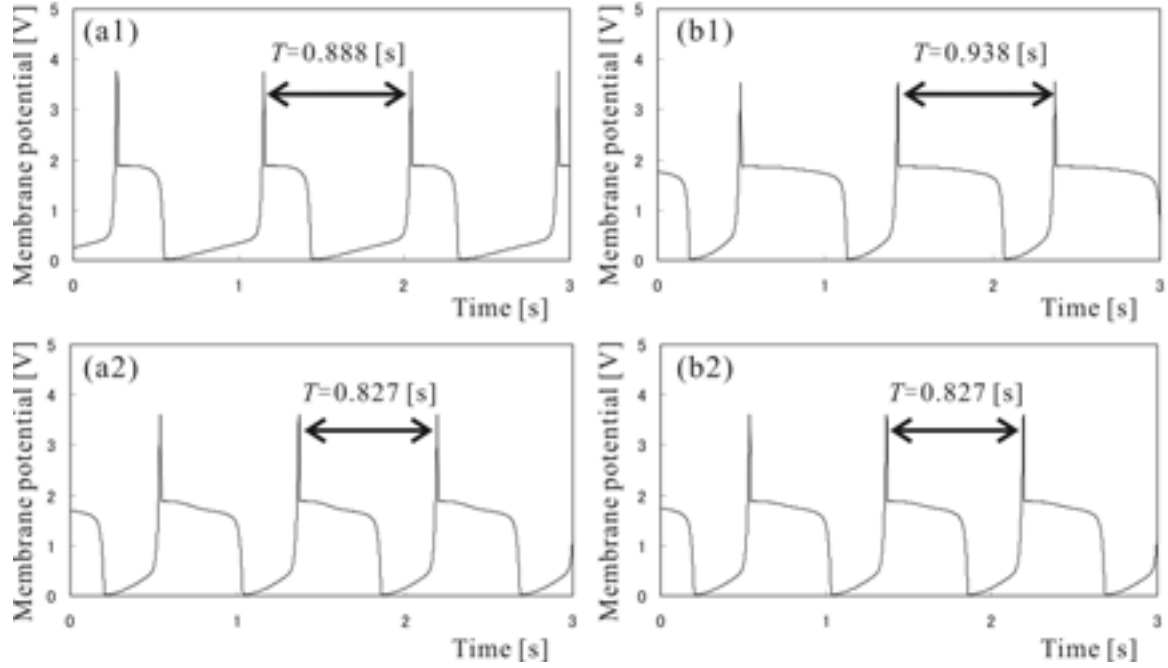 (a1)
T=0.888 [s]
Membrane potential [V]
5
4
3
2
1
0
0 1 2 3
Time [s]
(b1)
T=0.938 [s]
Membrane potential [V]
5
4
3
2
1
0
0 1 2 3
Time [s]
(a2)
T=0.827 [s]
Membrane potential [V]
5
4
3
2
1
0
0 1 2 3
Time [s]
(b2)
T=0.827 [s]
Membrane potential [V]
5
4
3
2
1
0
0 1 2 3
Time [s]